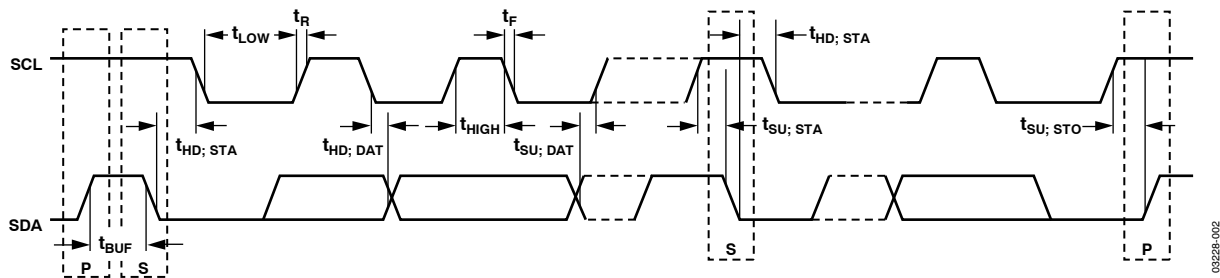 tR
tF
tLOW
tHD; STA
SCL
tHD; STA
tHD; DAT
tHIGH
tSU; DAT
tSU; STA
tSU; STO
SDA
tBUF
P
S
S
P
03228-002